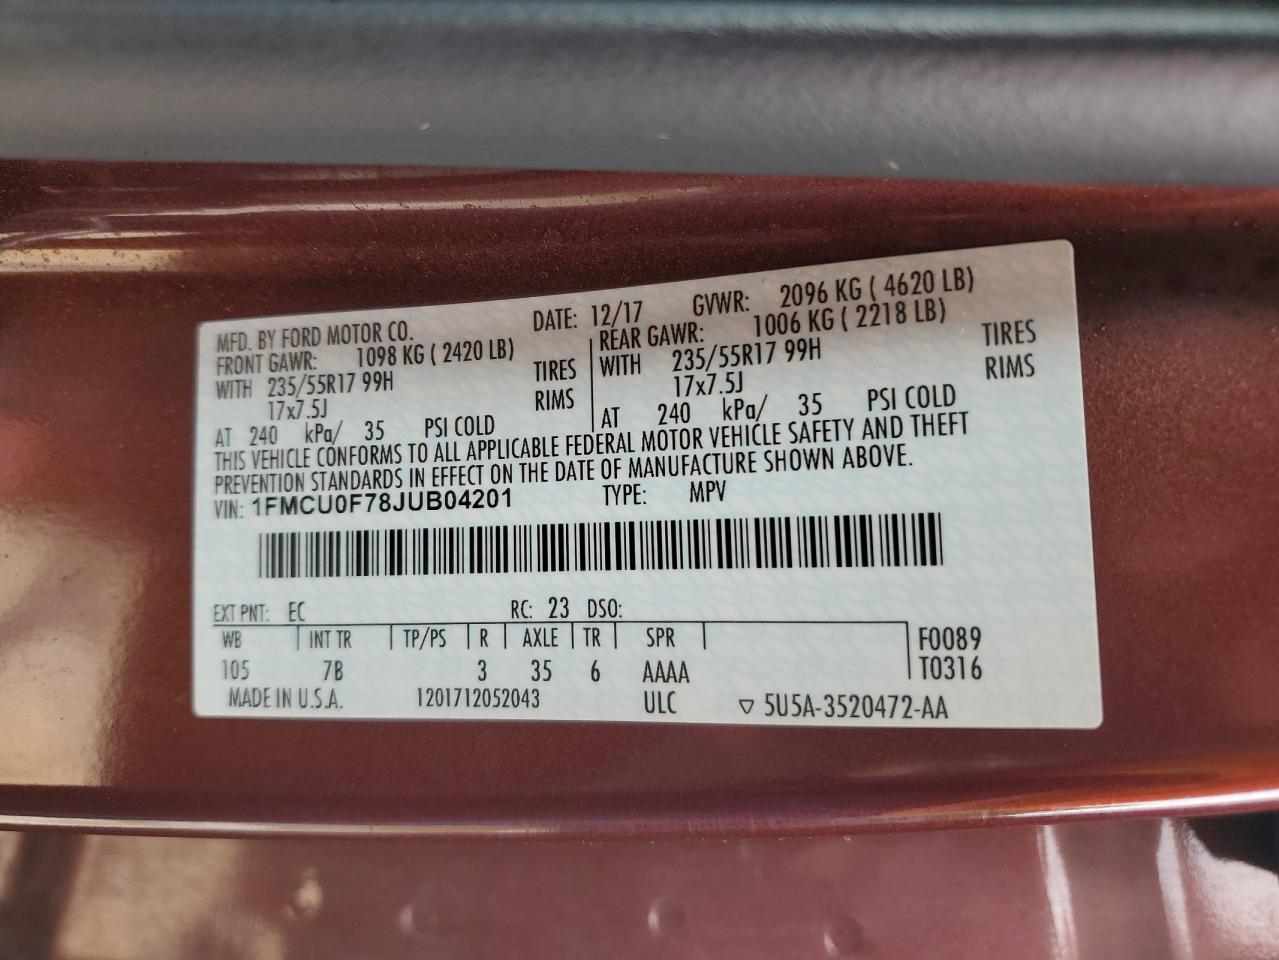 MFD. BY FORD MOTOR CO. DATE: 12/17 GVWR: 2096 KG ( 4620 LB)
FRONT GAWR: 1098 KG ( 2420 LB) REAR GAWR: 1006 KG ( 2218 LB)
WITH 235/55R17 99H TIRES WITH 235/55R17 99H TIRES
17x7.5J RIMS 17x7.5J RIMS
AT 240 kPa/ 35 PSI COLD AT 240 kPa/ 35 PSI COLD
THIS VEHICLE CONFORMS TO ALL APPLICABLE FEDERAL MOTOR VEHICLE SAFETY AND THEFT
PREVENTION STANDARDS IN EFFECT ON THE DATE OF MANUFACTURE SHOWN ABOVE.
VIN: 1FMCU0F78JUB04201 TYPE: MPV
EXT PNT: EC RC: 23 DSO:
WB INT TR TP/PS R AXLE TR SPR F0089
105 7B 3 35 6 AAAA T0316
MADE IN U.S.A. 1201712052043 ULC ▽ 5U5A-3520472-AA